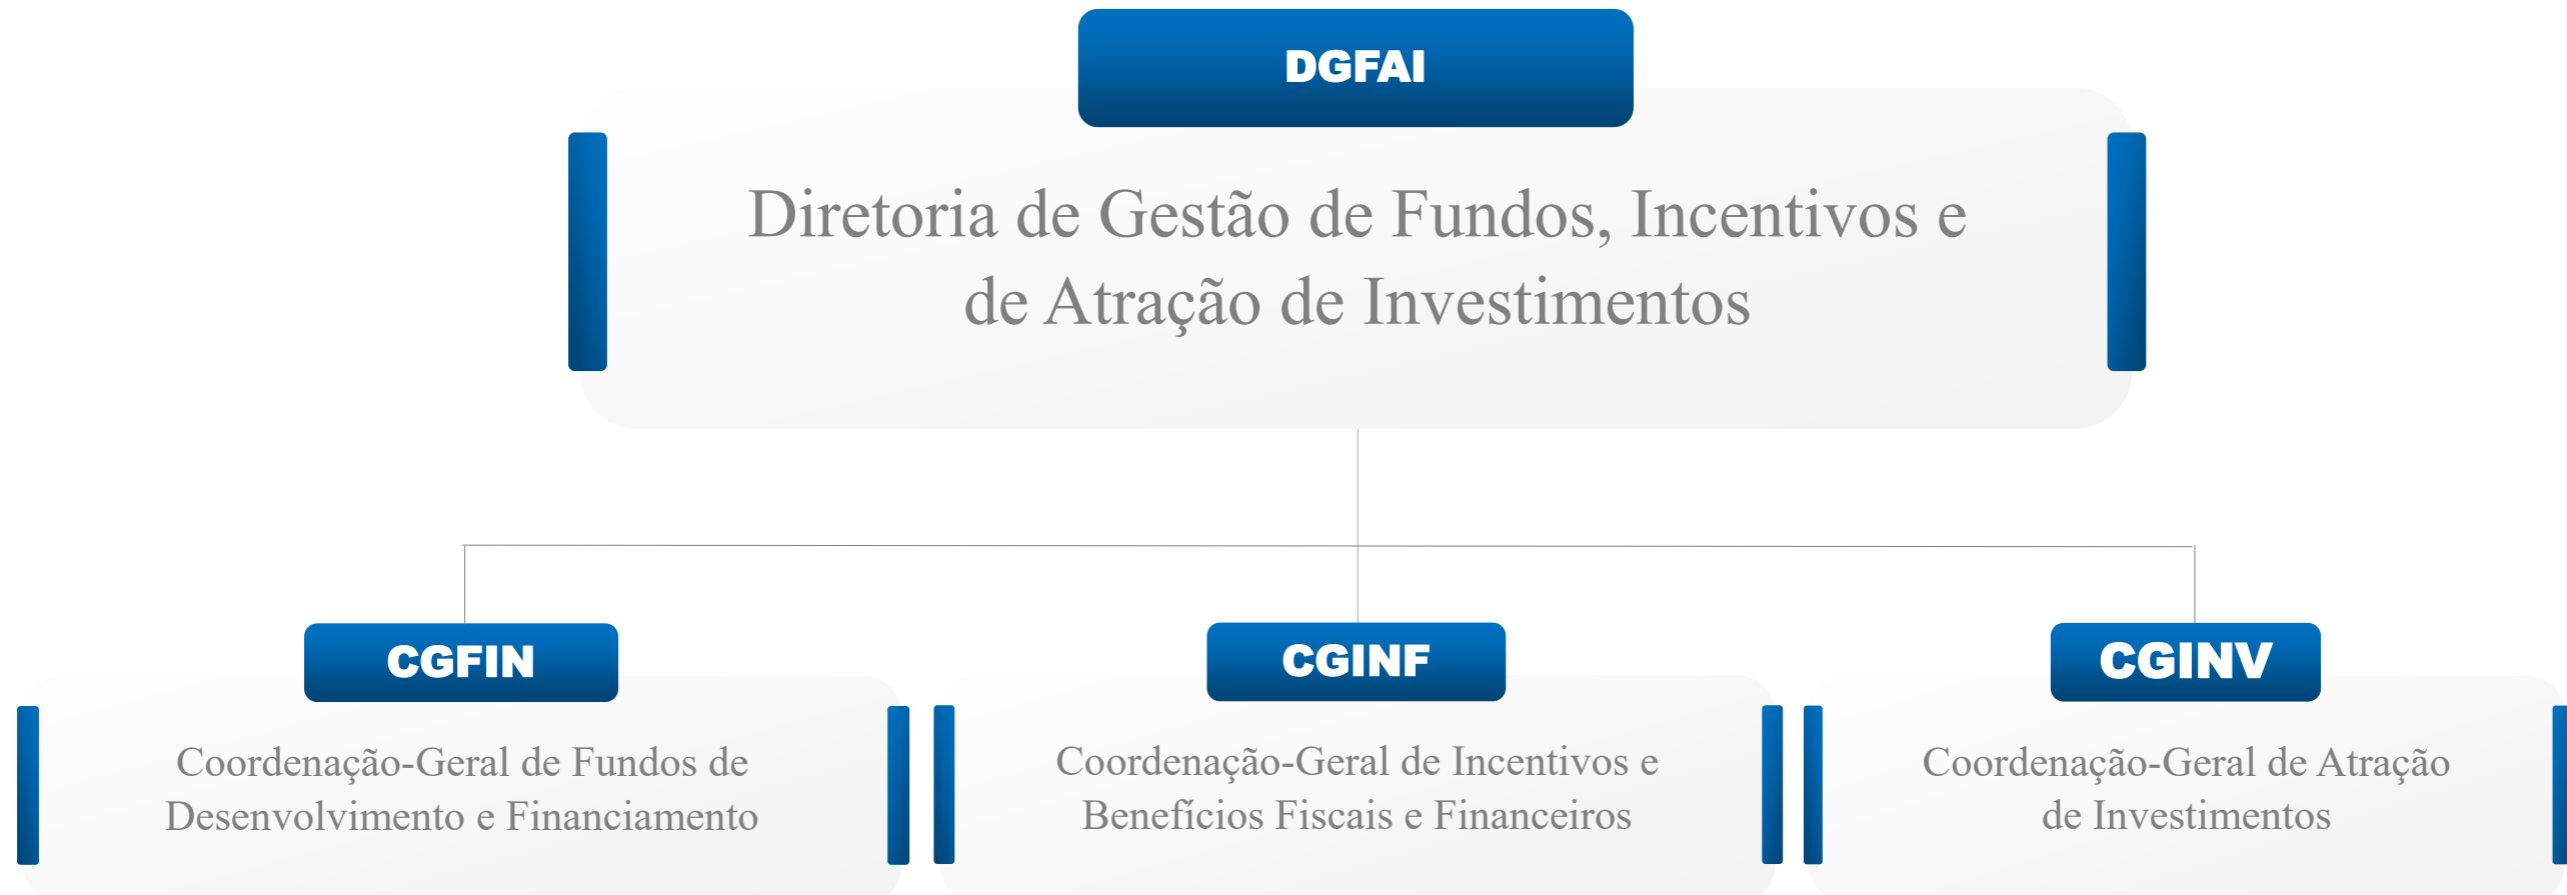 DGFAI
Diretoria de Gestão de Fundos, Incentivos e
de Atração de Investimentos
CGFIN
Coordenação-Geral de Fundos de
Desenvolvimento e Financiamento
CGINF
Coordenação-Geral de Incentivos e
Benefícios Fiscais e Financeiros
CGINV
Coordenação-Geral de Atração
de Investimentos